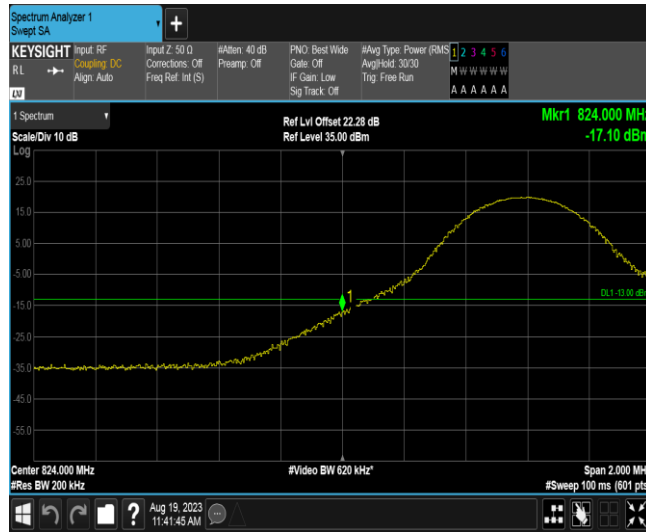 Spectrum Analyzer 1
Swept SA
+
KEYSIGHT Input: RF Input Z: 50 Ω #Atten: 40 dB PNO: Best Wide #Avg Type: Power (RMS 1 2 3 4 5 6
RL Coupling: DC Corrections: Off Preamp: Off Gate: Off Avg|Hold: 30/30 M W W W W W
Align: Auto Freq Ref: Int (S) IF Gain: Low Trig: Free Run
LXI Sig Track: Off A A A A A A
1 Spectrum Ref Lvl Offset 22.28 dB Mkr1 824.000 MHz
Scale/Div 10 dB Ref Level 35.00 dBm -17.10 dBm
Log
25.0
15.0
5.00
-5.00
1
DL1 -13.00 dBm
-15.0
-25.0
-35.0
-45.0
-55.0
Center 824.000 MHz #Video BW 620 kHz* Span 2.000 MHz
#Res BW 200 kHz #Sweep 100 ms (601 pts
? Aug 19, 2023
11:41:45 AM